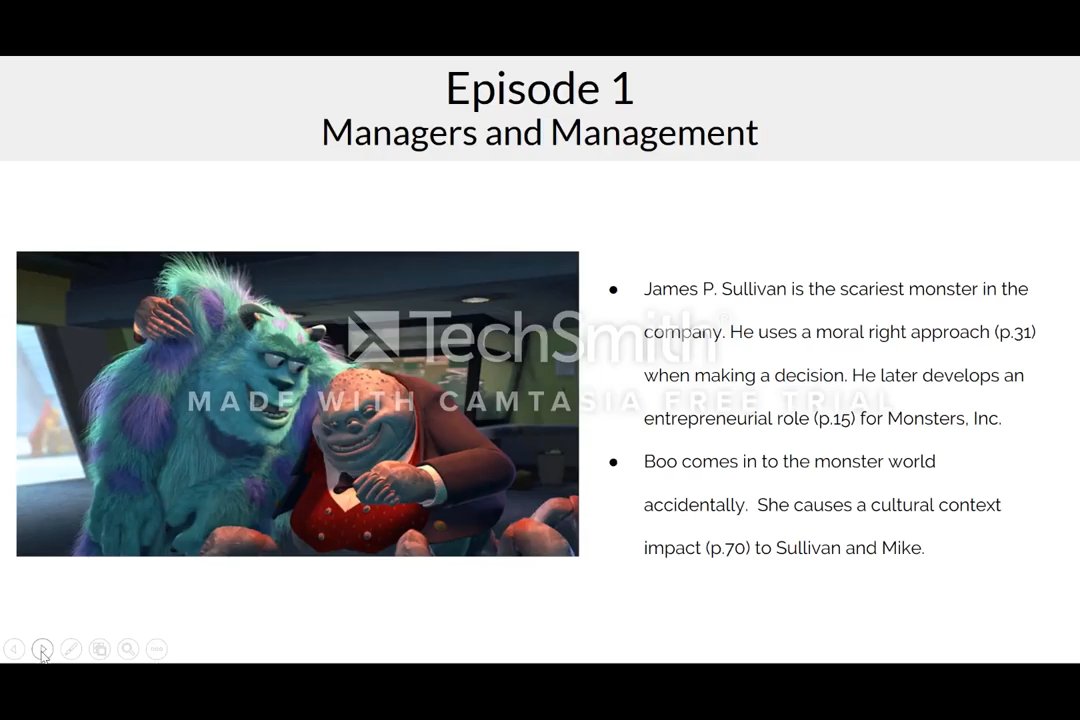 Episode 1
Managers and Management
James P. Sullivan is the scariest monster in the
company. He uses a moral right approach (p.31)
when making a decision. He later develops an
entrepreneurial role (p.15) for Monsters, Inc.
Boo comes in to the monster world
accidentally. She causes a cultural context
impact (p.70) to Sullivan and Mike.
TechSmith
MADE WITH CAMTASIA FREE TRIAL